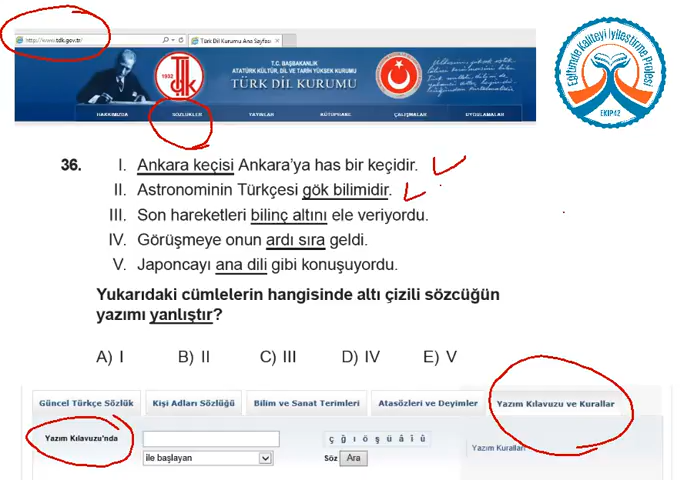 http://www.tdk.gov.tr/
Türk Dil Kurumu Ana Sayfası
T.C. BAŞBAKANLIK
ATATÜRK KÜLTÜR, DİL VE TARİH YÜKSEK KURUMU
TÜRK DİL KURUMU
1932
TDK
HAKKIMIZDA SÖZLÜKLER YAYINLAR KÜTÜPHANE ÇALIŞMALAR UYGULAMALAR
Eğitimde Kaliteyi İyileştirme Projesi
EKIP42
36. I. Ankara keçisi Ankara'ya has bir keçidir.
II. Astronominin Türkçesi gök bilimidir.
III. Son hareketleri bilinç altını ele veriyordu.
IV. Görüşmeye onun ardı sıra geldi.
V. Japoncayı ana dili gibi konuşuyordu.
Yukarıdaki cümlelerin hangisinde altı çizili sözcüğün
yazımı yanlıştır?
A) I B) II C) III D) IV E) V
Güncel Türkçe Sözlük Kişi Adları Sözlüğü Bilim ve Sanat Terimleri Atasözleri ve Deyimler Yazım Kılavuzu ve Kurallar
Yazım Kılavuzu'nda ç ğ ı ö ş ü â î û
Yazım Kuralları
ile başlayan Söz Ara